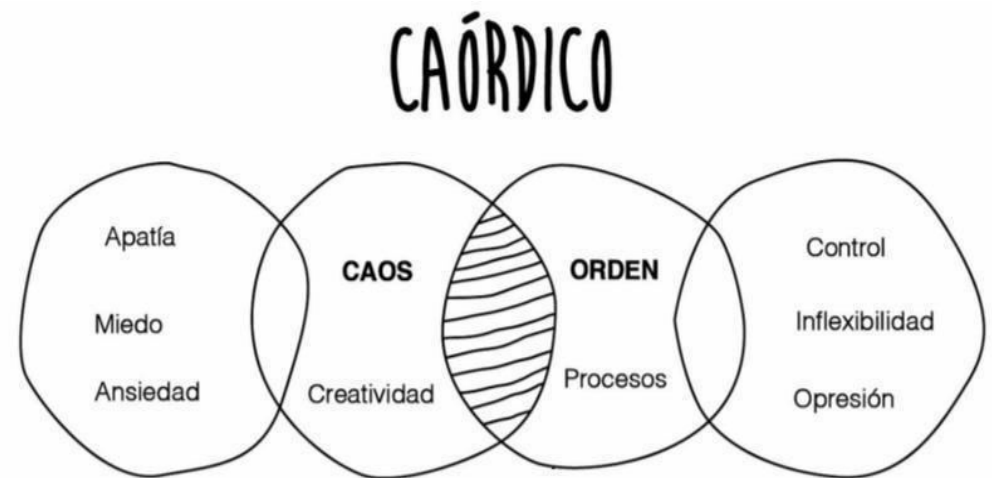 CAÓRDICO
Apatía
Miedo
Ansiedad
CAOS
Creatividad
ORDEN
Procesos
Control
Inflexibilidad
Opresión